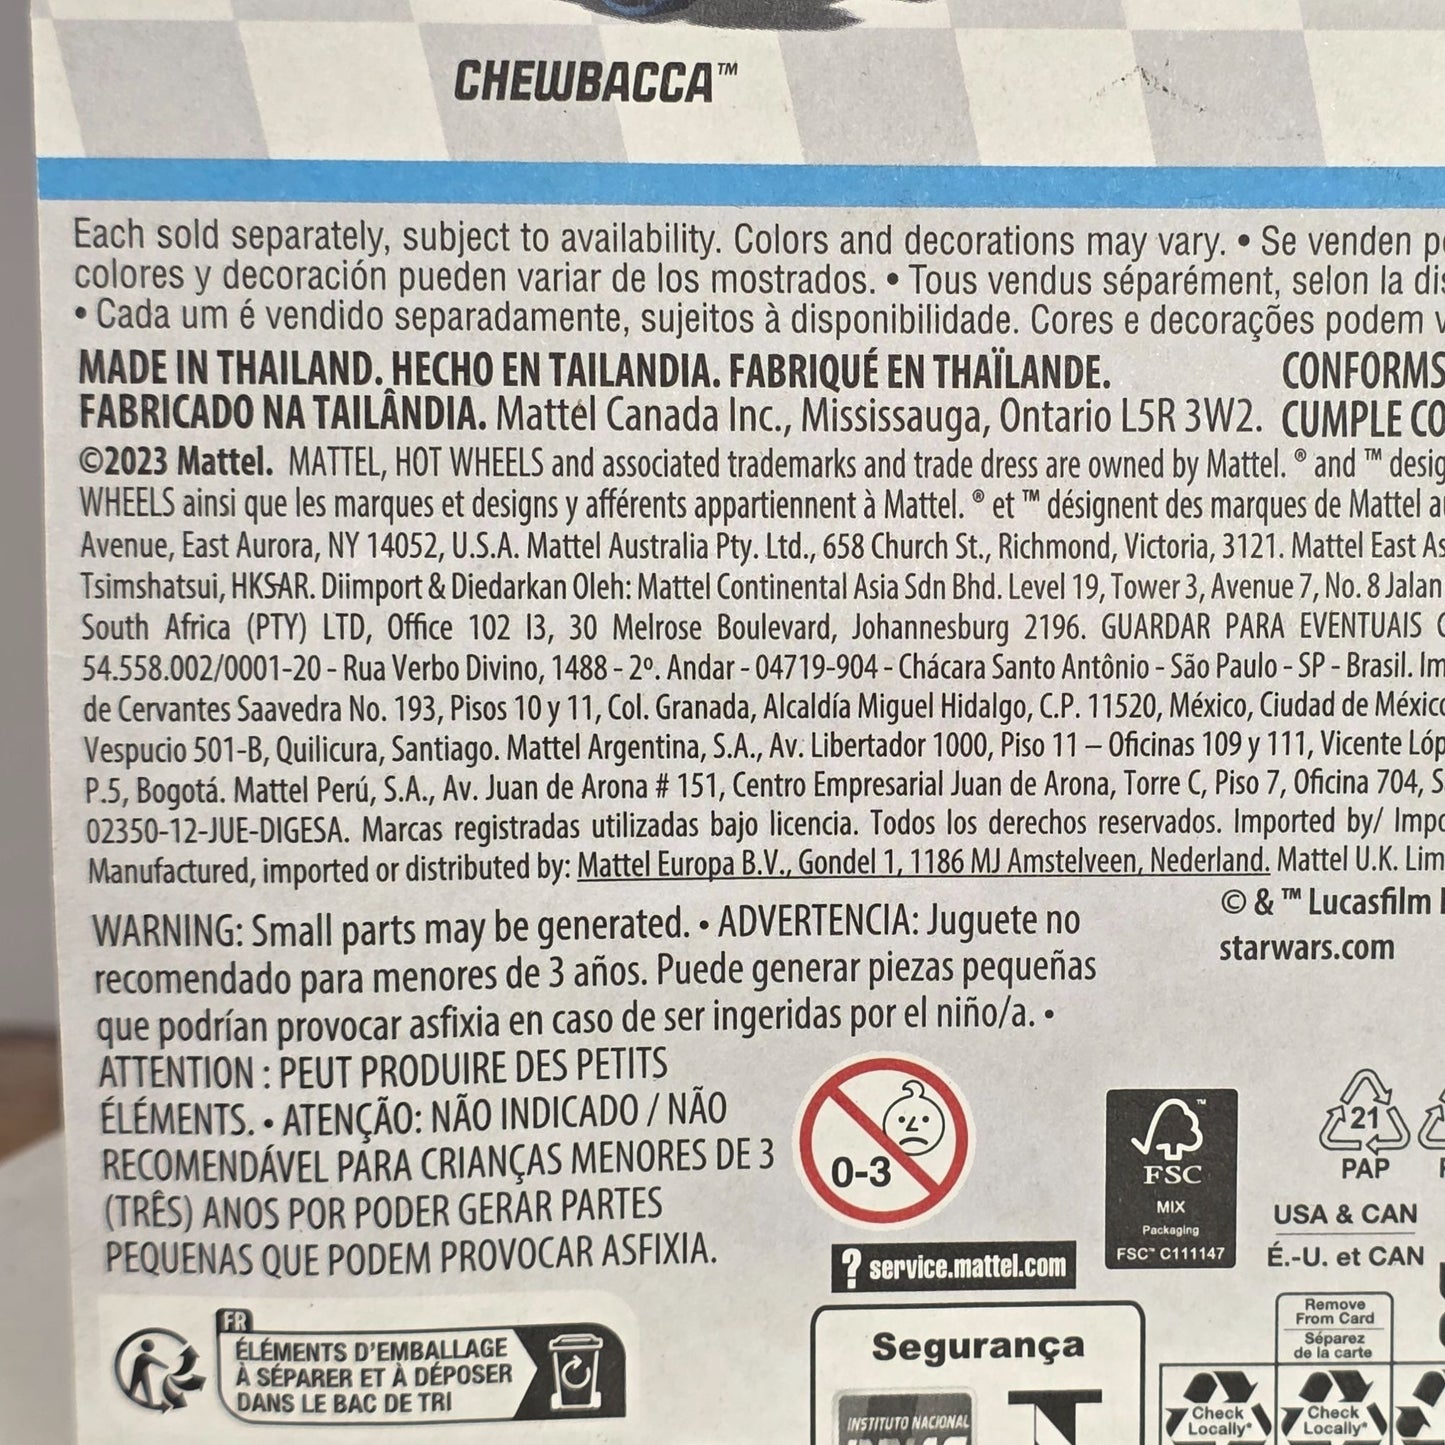 CHEWBACCA™
Each sold separately, subject to availability. Colors and decorations may vary. • Se venden
colores y decoración pueden variar de los mostrados. • Tous vendus séparément, selon la
• Cada um é vendido separadamente, sujeitos à disponibilidade. Cores e decorações podem
MADE IN THAILAND. HECHO EN TAILANDIA. FABRIQUÉ EN THAÏLANDE. CONFORMS
FABRICADO NA TAILÂNDIA. Mattel Canada Inc., Mississauga, Ontario L5R 3W2. CUMPLE
©2023 Mattel. MATTEL, HOT WHEELS and associated trademarks and trade dress are owned by Mattel. ® and ™
WHEELS ainsi que les marques et designs y afférents appartiennent à Mattel. ® et ™ désignent des marques de Mattel
Avenue, East Aurora, NY 14052, U.S.A. Mattel Australia Pty. Ltd., 658 Church St., Richmond, Victoria, 3121. Mattel East
Tsimshatsui, HKSAR. Diimport & Diedarkan Oleh: Mattel Continental Asia Sdn Bhd. Level 19, Tower 3, Avenue 7, No. 8 Jalan
South Africa (PTY) LTD, Office 102 I3, 30 Melrose Boulevard, Johannesburg 2196. GUARDAR PARA EVENTUAIS
54.558.002/0001-20 - Rua Verbo Divino, 1488 - 2º. Andar - 04719-904 - Chácara Santo Antônio - São Paulo - SP - Brasil.
de Cervantes Saavedra No. 193, Pisos 10 y 11, Col. Granada, Alcaldía Miguel Hidalgo, C.P. 11520, México, Ciudad de México
Vespucio 501-B, Quilicura, Santiago. Mattel Argentina, S.A., Av. Libertador 1000, Piso 11 – Oficinas 109 y 111, Vicente
P.5, Bogotá. Mattel Perú, S.A., Av. Juan de Arona # 151, Centro Empresarial Juan de Arona, Torre C, Piso 7, Oficina 704,
02350-12-JUE-DIGESA. Marcas registradas utilizadas bajo licencia. Todos los derechos reservados. Imported by/
Manufactured, imported or distributed by: Mattel Europa B.V., Gondel 1, 1186 MJ Amstelveen, Nederland. Mattel U.K.
© & ™ Lucasfilm
starwars.com
WARNING: Small parts may be generated. • ADVERTENCIA: Juguete no
recomendado para menores de 3 años. Puede generar piezas pequeñas
que podrían provocar asfixia en caso de ser ingeridas por el niño/a. •
ATTENTION : PEUT PRODUIRE DES PETITS
ÉLÉMENTS. • ATENÇÃO: NÃO INDICADO / NÃO
RECOMENDÁVEL PARA CRIANÇAS MENORES DE 3
(TRÊS) ANOS POR PODER GERAR PARTES
PEQUENAS QUE PODEM PROVOCAR ASFIXIA.
0-3
? service.mattel.com
FSC
MIX
Packaging
FSC™ C111147
21
PAP
USA & CAN
É.-U. et CAN
FR
ÉLÉMENTS D'EMBALLAGE
À SÉPARER ET À DÉPOSER
DANS LE BAC DE TRI
Segurança
INSTITUTO NACIONAL
Remove
From Card
Séparez
de la carte
Check
Locally*
Check
Locally*